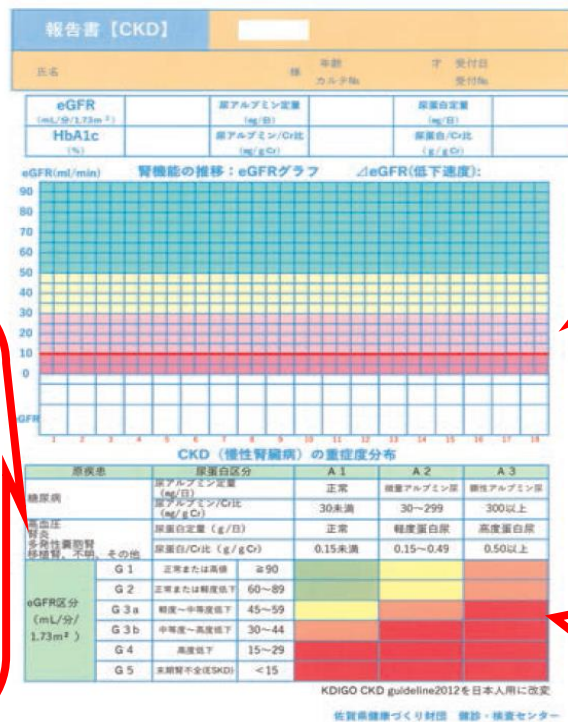 報告書【CKD】
氏名 様 年齢 才 受付日
カルテNo. 受付No.
eGFR 尿アルブミン定量 尿蛋白定量
(mL/分/1.73m²) (mg/日) (mg/日)
HbA1c 尿アルブミン/Cr比 尿蛋白/Cr比
(%) (mg/gCr) (g/gCr)
eGFR(ml/min) 腎機能の推移：eGFRグラフ ⊿eGFR(低下速度):
90
80
70
60
50
40
30
20
10
0
eGFR
1 2 3 4 5 6 7 8 9 10 11 12 13 14 15 16 17 18
CKD（慢性腎臓病）の重症度分布
原疾患 尿蛋白区分 A1 A2 A3
糖尿病 尿アルブミン定量(mg/日) 正常 微量アルブミン尿 顕性アルブミン尿
尿アルブミン/Cr比(mg/gCr) 30未満 30～299 300以上
高血圧
腎炎 尿蛋白定量（g/日） 正常 軽度蛋白尿 高度蛋白尿
多発性嚢胞腎
移植腎、不明、その他 尿蛋白/Cr比（g/gCr） 0.15未満 0.15～0.49 0.50以上
eGFR区分
(mL/分/
1.73m²)
G1 正常または高値 ≧90
G2 正常または軽度低下 60～89
G3a 軽度～中等度低下 45～59
G3b 中等度～高度低下 30～44
G4 高度低下 15～29
G5 末期腎不全(ESKD) <15
KDIGO CKD guideline2012を日本人用に改変
佐賀県健康づくり財団 健診・検査センター